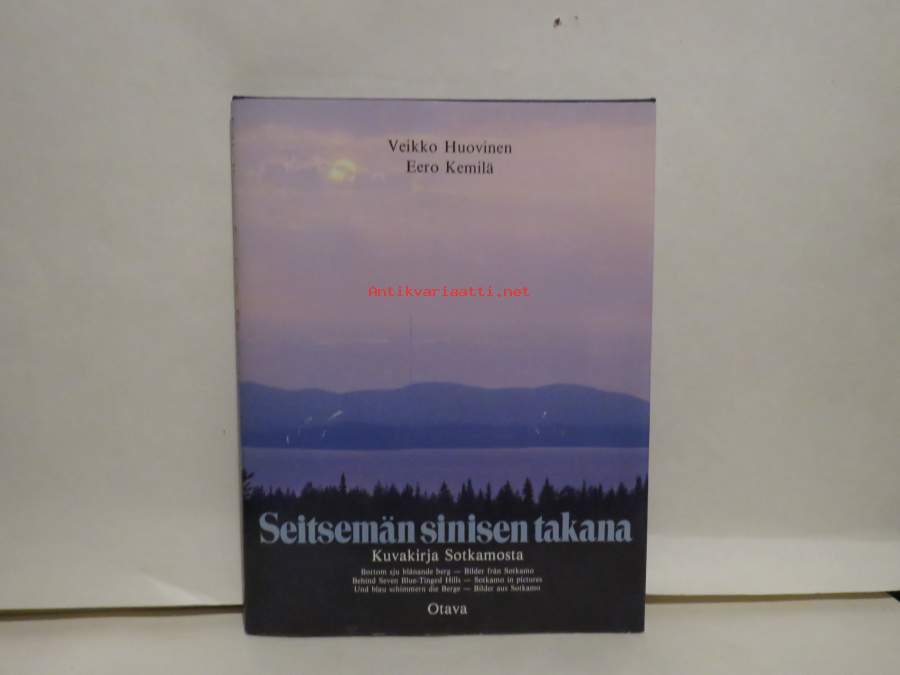 Veikko Huovinen
Eero Kemilä
Antikvariaatti.net
Seitsemän sinisen takana
Kuvakirja Sotkamosta
Bortom sju blånande berg — Bilder från Sotkamo
Behind Seven Blue-Tinged Hills — Sotkamo in pictures
Und blau schimmern die Berge — Bilder aus Sotkamo
Otava